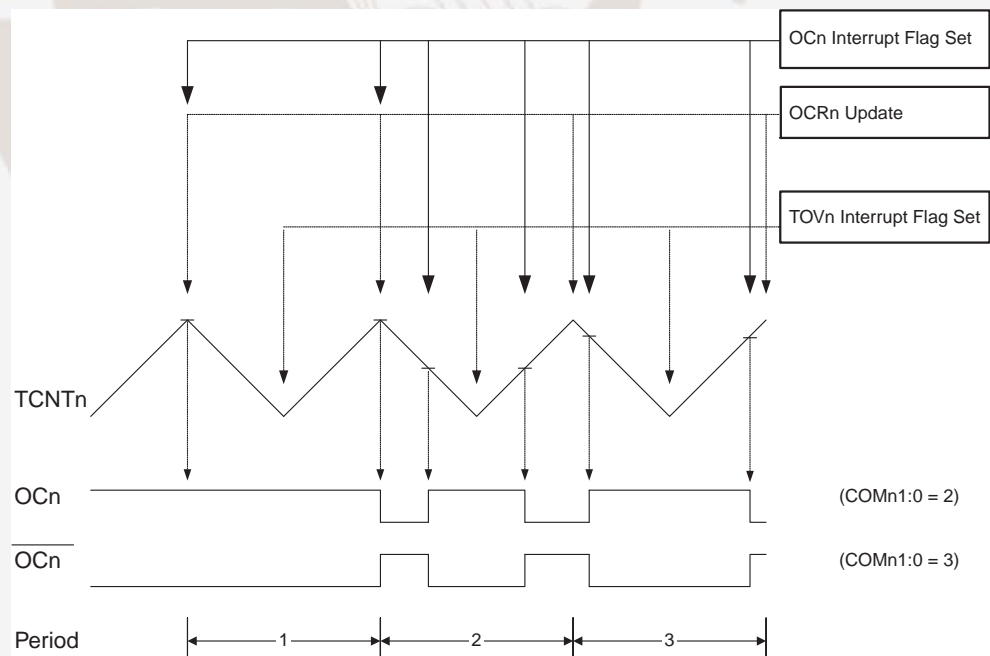 OCn Interrupt Flag Set
OCRn Update
TOVn Interrupt Flag Set
TCNTn
OCn (COMn1:0 = 2)
OCn (COMn1:0 = 3)
Period 1 2 3